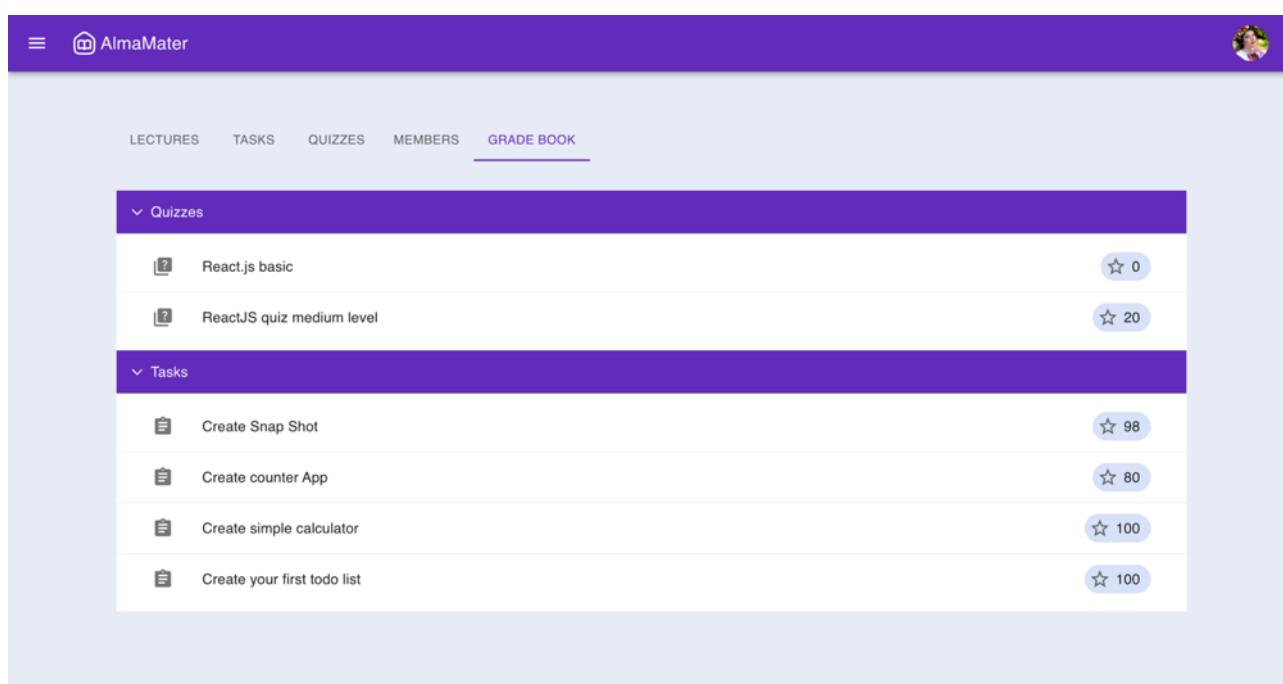 AlmaMater
LECTURES TASKS QUIZZES MEMBERS GRADE BOOK
Quizzes
React.js basic 0
ReactJS quiz medium level 20
Tasks
Create Snap Shot 98
Create counter App 80
Create simple calculator 100
Create your first todo list 100